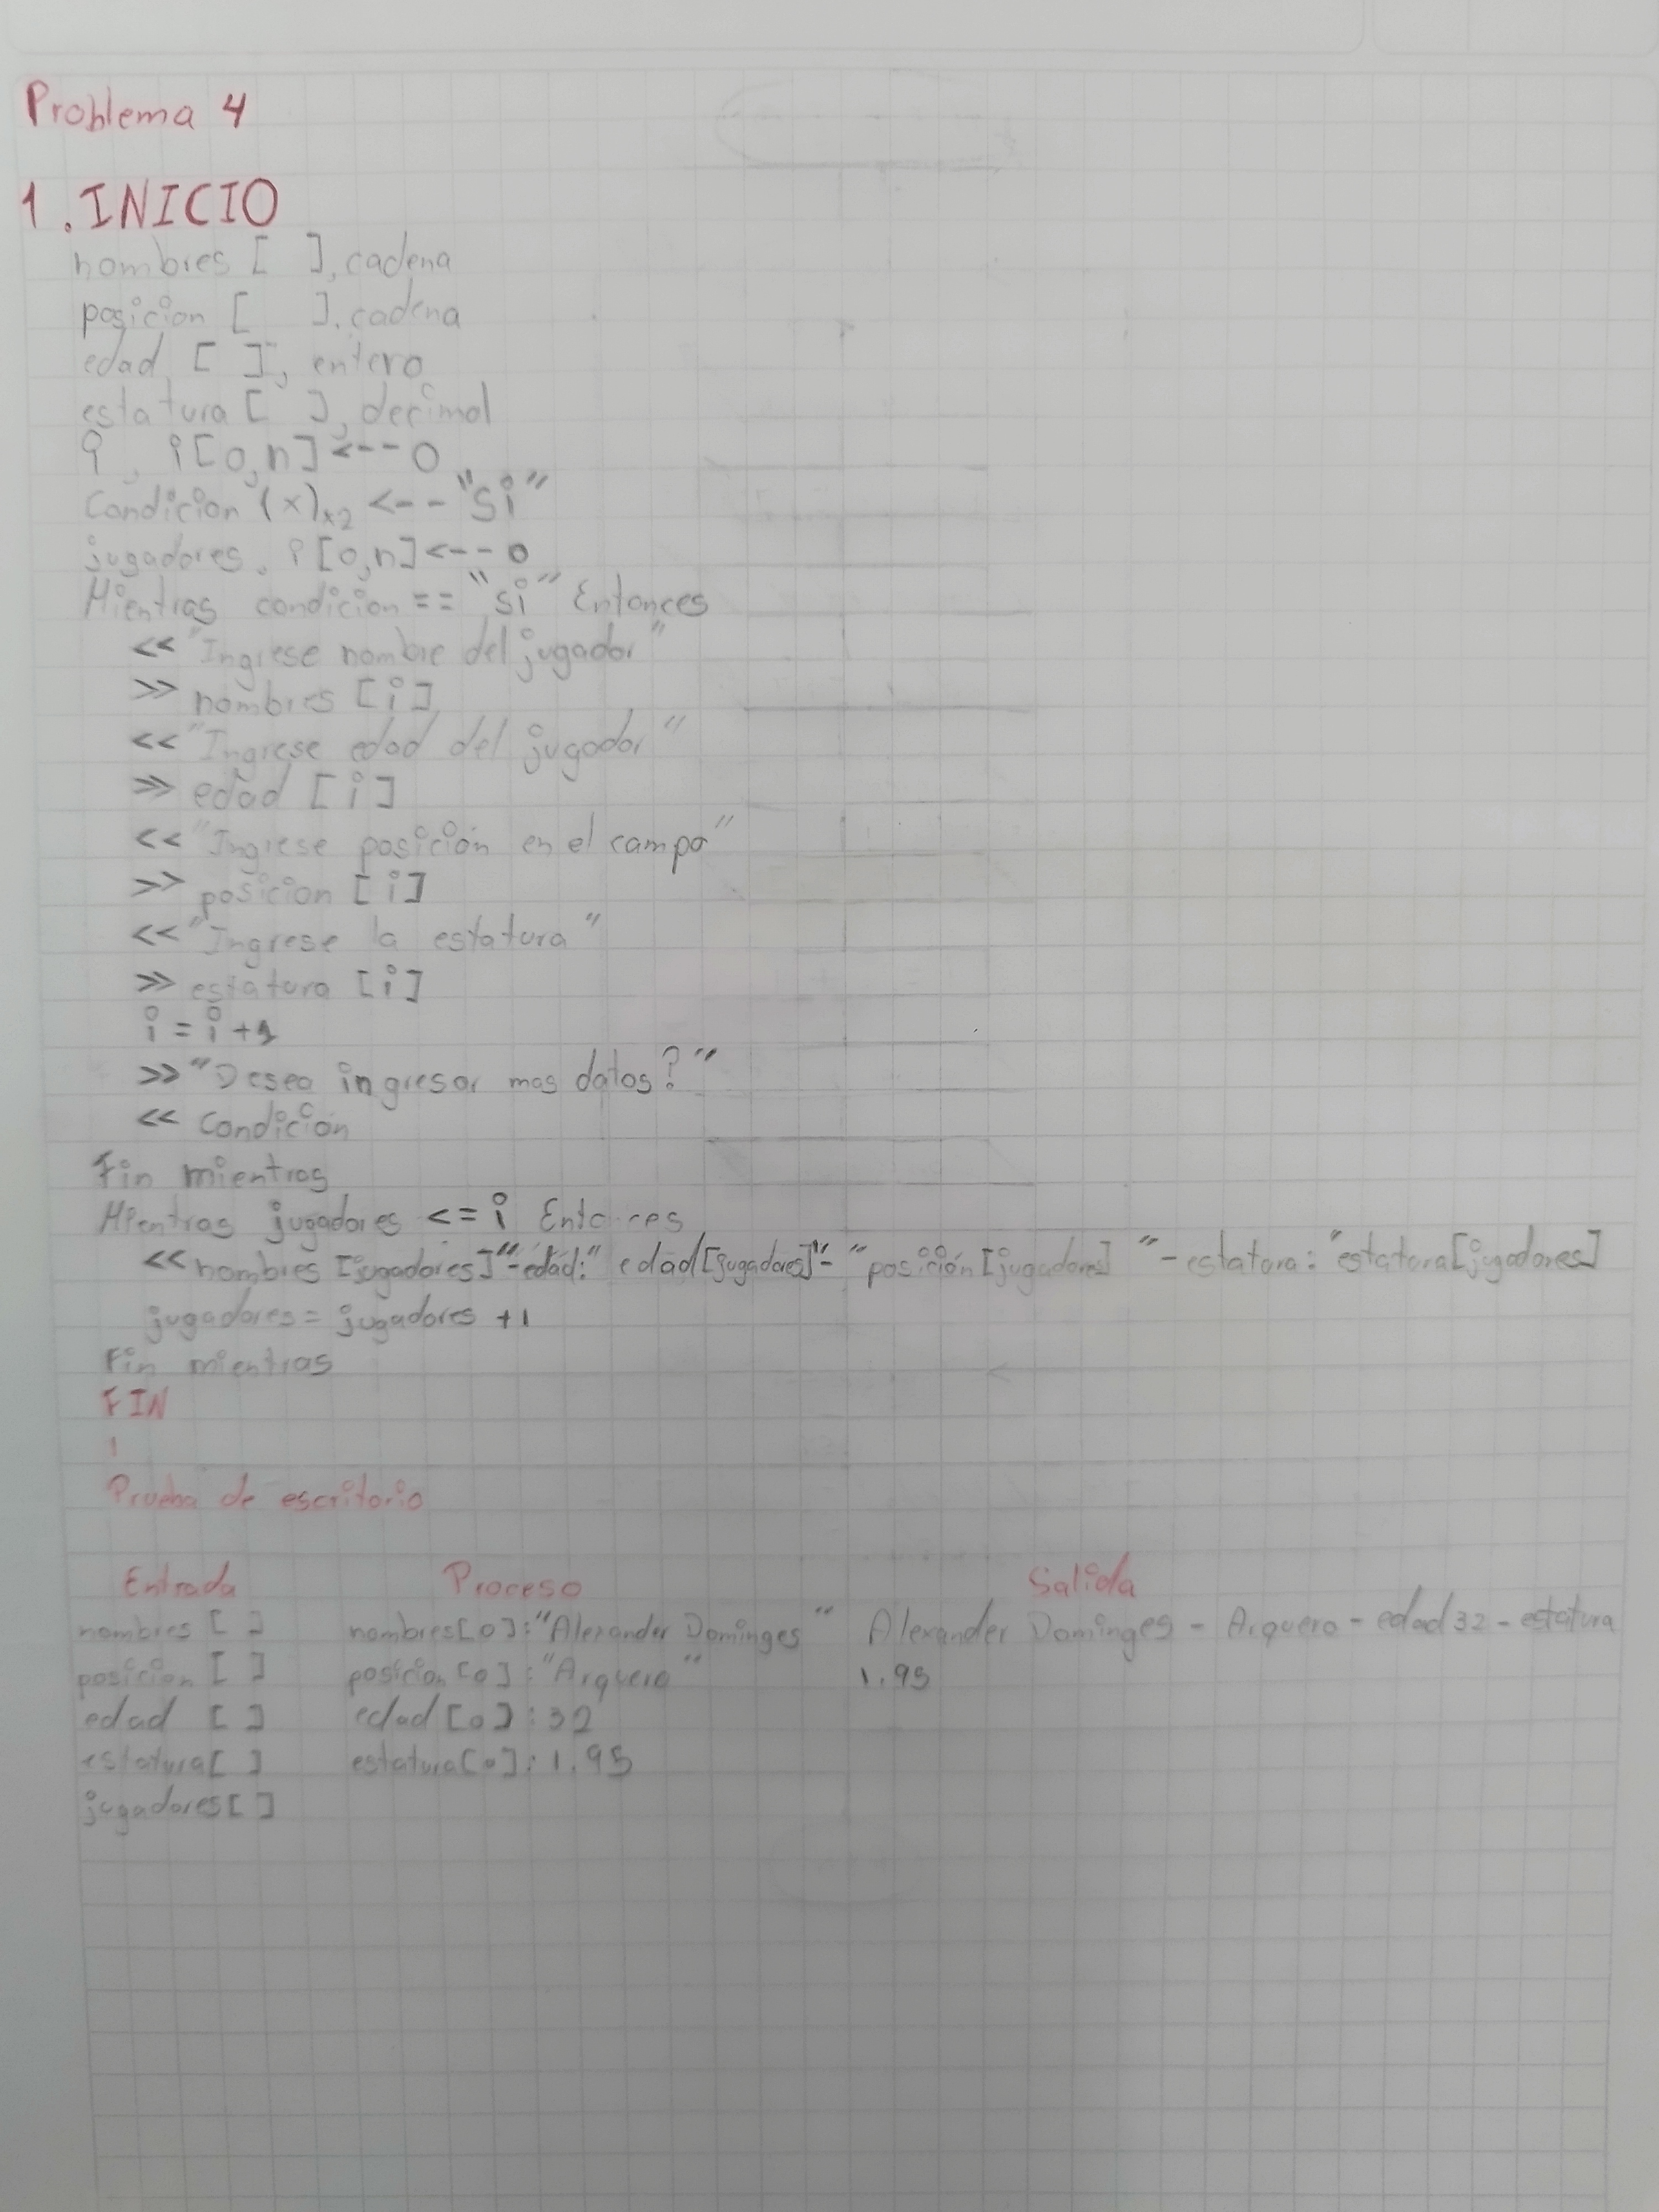 Problema 4
1. INICIO
nombres [ ], cadena
posicion [ ], cadena
edad [ ], entero
estatura [ ], decimal
i, i[0,n] <-- 0
Condicion (x)x2 <-- "Si"
jugadores, i[0,n] <-- 0
Mientras condicion == "si" Entonces
<< "Ingrese nombre del jugador"
>> nombres [i]
<< "Ingrese edad del jugador"
>> edad [i]
<< "Ingrese posición en el campo"
>> posicion [i]
<< "Ingrese la estatura"
>> estatura [i]
i = i +1
>> "Desea ingresar mas datos?"
<< Condición
Fin mientras
Mientras jugadores <= i Entonces
<< nombres [jugadores]"-edad:" edad[jugadores]"-" posición[jugadores] "-estatura:" estatura[jugadores]
jugadores = jugadores +1
Fin mientras
FIN
Prueba de escritorio
Entrada Proceso Salida
nombres [ ] nombres[0]:"Alexander Dominges" Alexander Dominges - Arquero - edad 32 - estatura
posicion [ ] posicion [0]: "Arquero" 1.95
edad [ ] edad [0]: 32
estatura[ ] estatura[0]: 1.95
jugadores[ ]